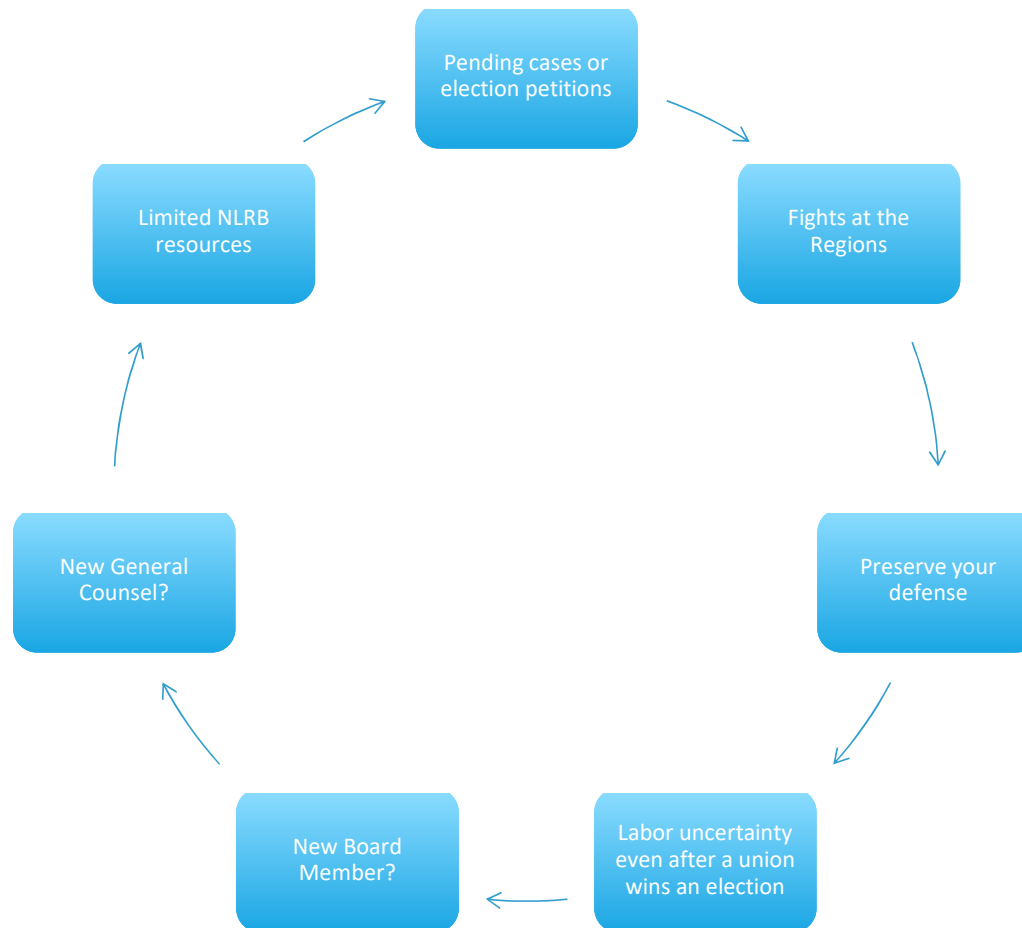 Pending cases or
election petitions
Fights at the
Regions
Preserve your
defense
Labor uncertainty
even after a union
wins an election
New Board
Member?
New General
Counsel?
Limited NLRB
resources